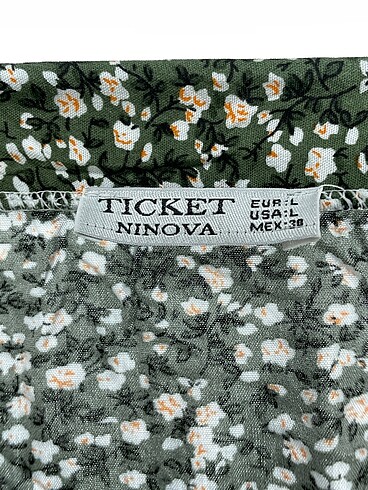 TICKET
NINOVA
EUR:L
USA:L
MEX:38